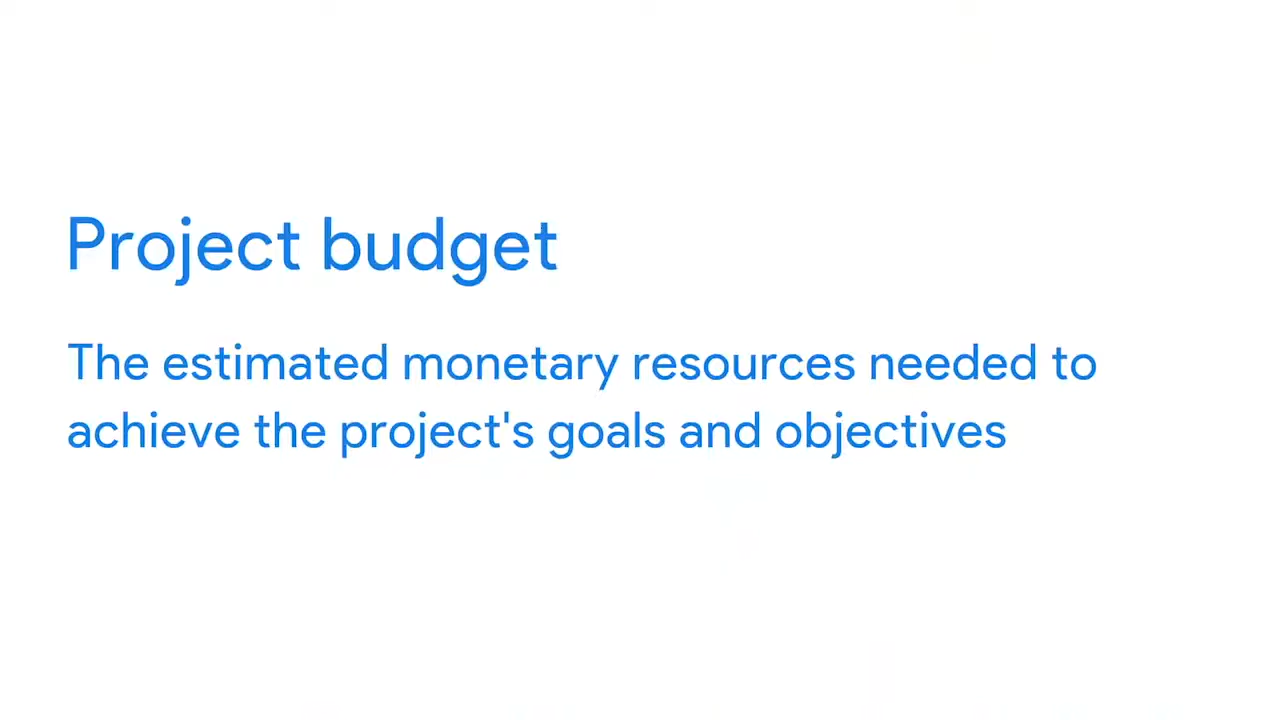 Project budget
The estimated monetary resources needed to
achieve the project's goals and objectives